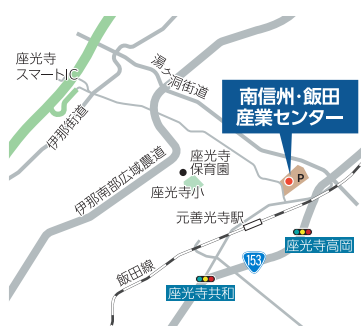 座光寺
スマートIC
湯ヶ洞街道
南信州・飯田
産業センター
伊那街道
伊那南部広域農道
座光寺
保育園
座光寺小
P
元善光寺駅
座光寺高岡
153
飯田線
座光寺共和